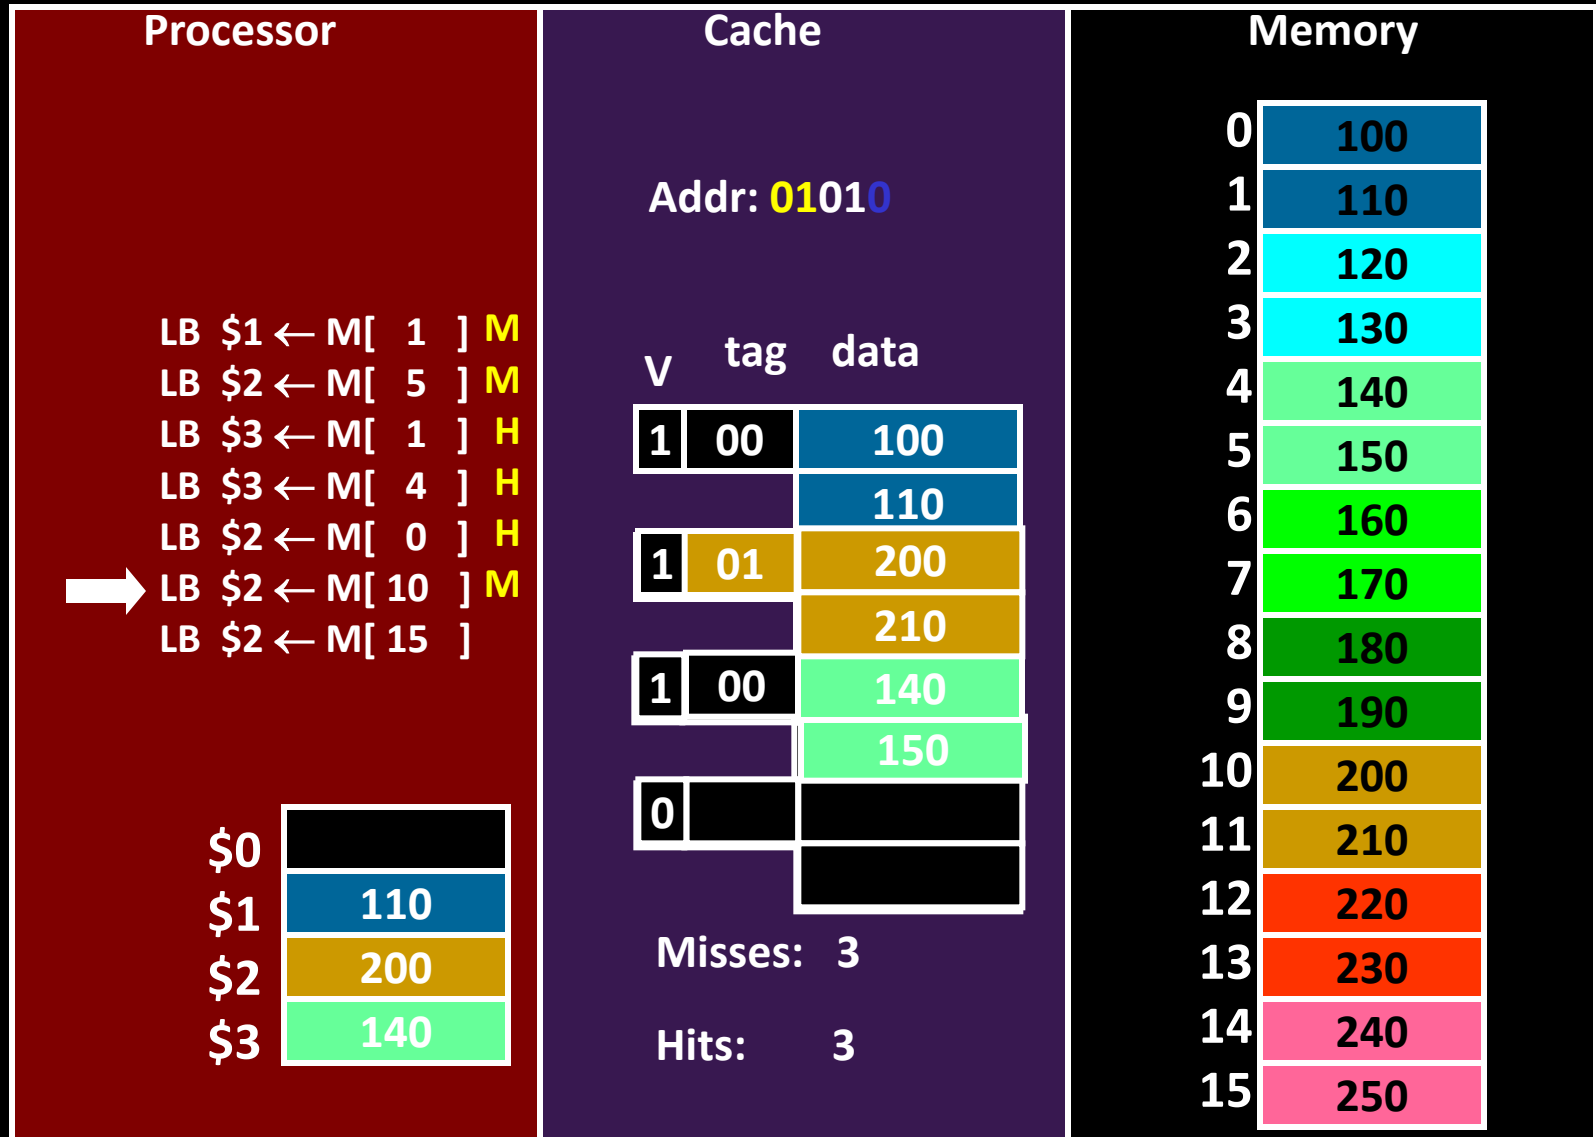 Processor
LB $1 ← M[ 1 ] M
LB $2 ← M[ 5 ] M
LB $3 ← M[ 1 ] H
LB $3 ← M[ 4 ] H
LB $2 ← M[ 0 ] H
LB $2 ← M[ 10 ] M
LB $2 ← M[ 15 ]
$0
$1 110
$2 200
$3 140
Cache
Addr: 01010
V tag data
1 00 100
110
1 01 200
210
1 00 140
150
0
Misses: 3
Hits: 3
Memory
0 100
1 110
2 120
3 130
4 140
5 150
6 160
7 170
8 180
9 190
10 200
11 210
12 220
13 230
14 240
15 250